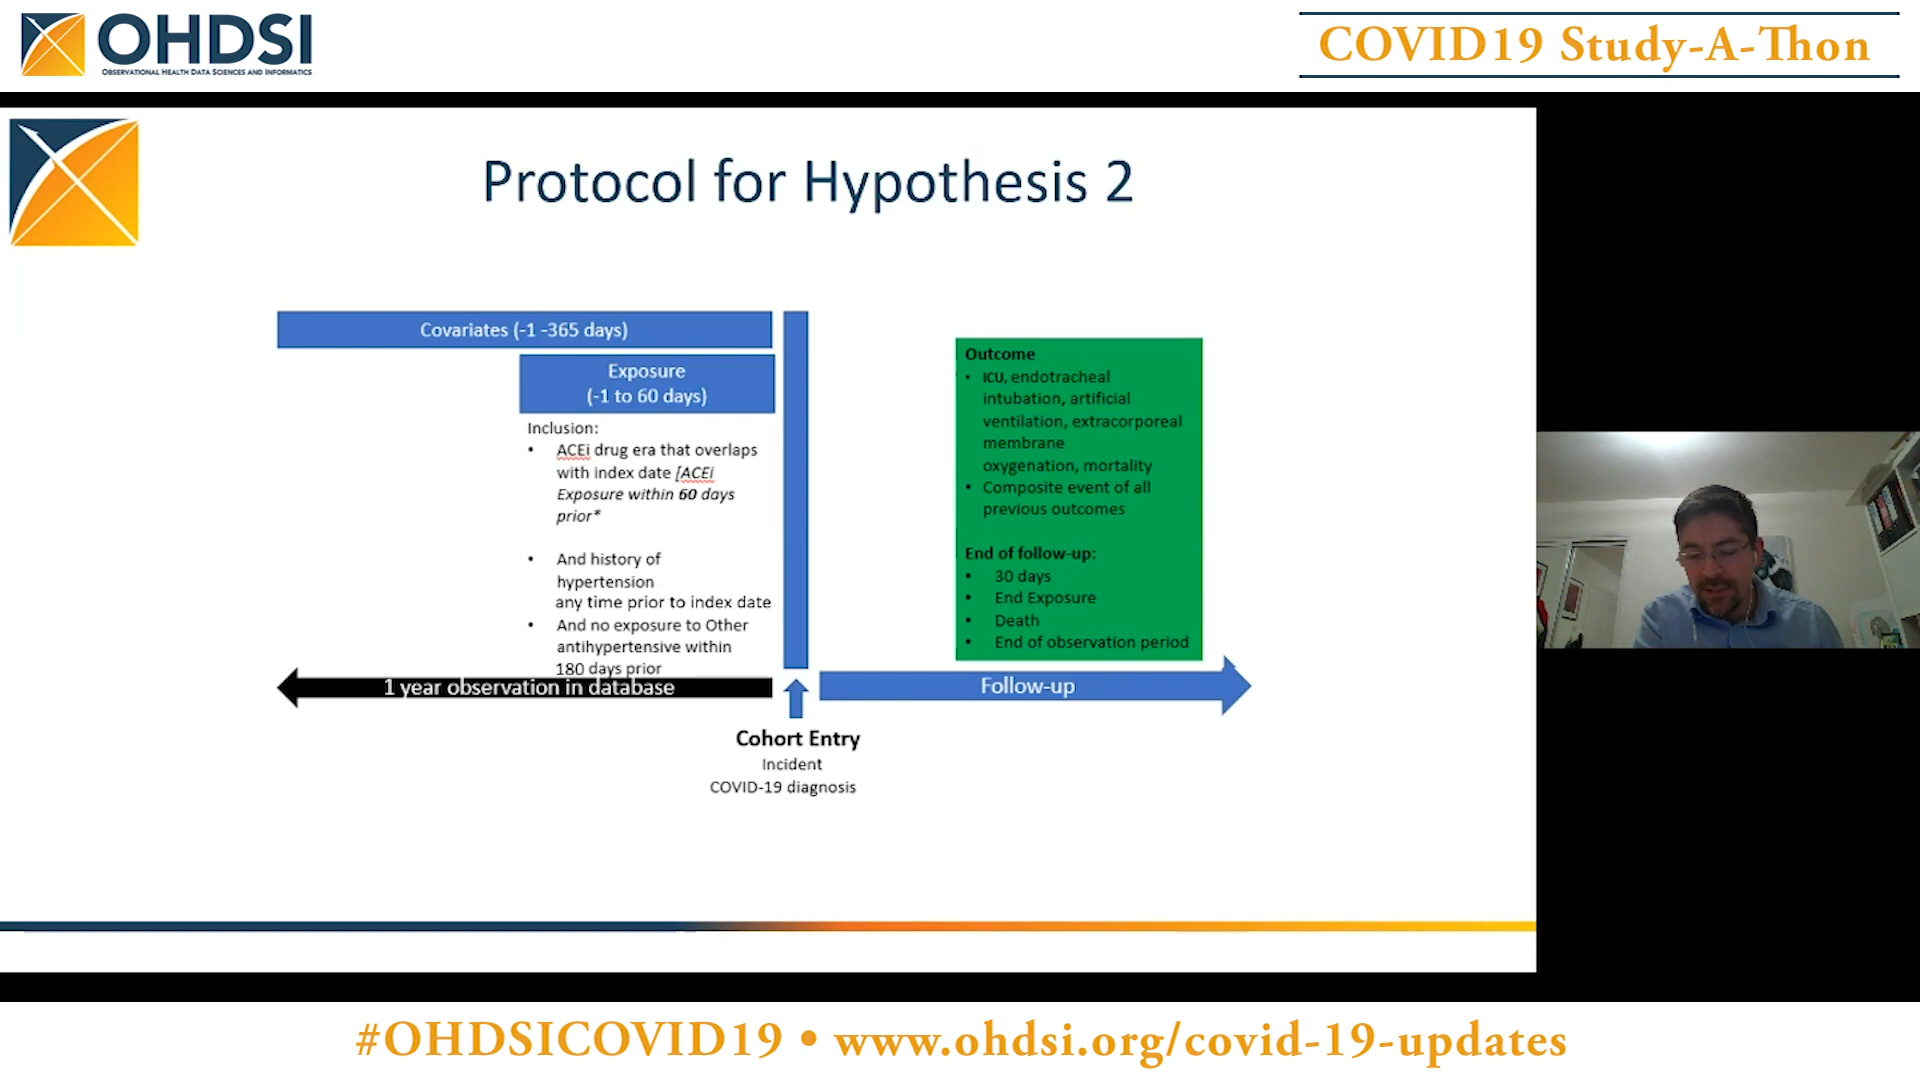 OHDSI
OBSERVATIONAL HEALTH DATA SCIENCES AND INFORMATICS
COVID19 Study-A-Thon
Protocol for Hypothesis 2
Covariates (-1 -365 days)
Exposure
(-1 to 60 days)
Inclusion:
• ACEi drug era that overlaps
with index date [ACEi
Exposure within 60 days
prior*
• And history of
hypertension
any time prior to index date
• And no exposure to Other
antihypertensive within
180 days prior
1 year observation in database
Cohort Entry
Incident
COVID-19 diagnosis
Outcome
• ICU, endotracheal
intubation, artificial
ventilation, extracorporeal
membrane
oxygenation, mortality
• Composite event of all
previous outcomes
End of follow-up:
• 30 days
• End Exposure
• Death
• End of observation period
Follow-up
#OHDSICOVID19 • www.ohdsi.org/covid-19-updates